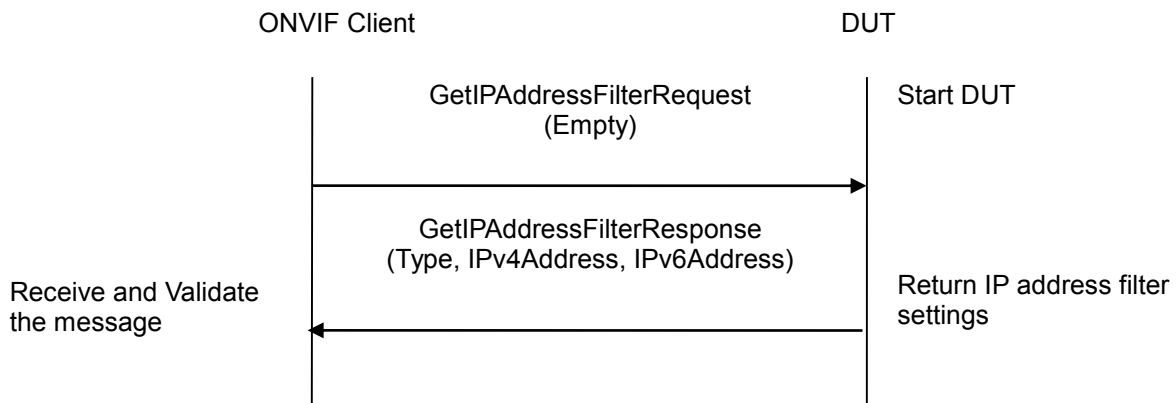 ONVIF Client
DUT
GetIPAddressFilterRequest
(Empty)
Start DUT
GetIPAddressFilterResponse
(Type, IPv4Address, IPv6Address)
Receive and Validate
the message
Return IP address filter
settings